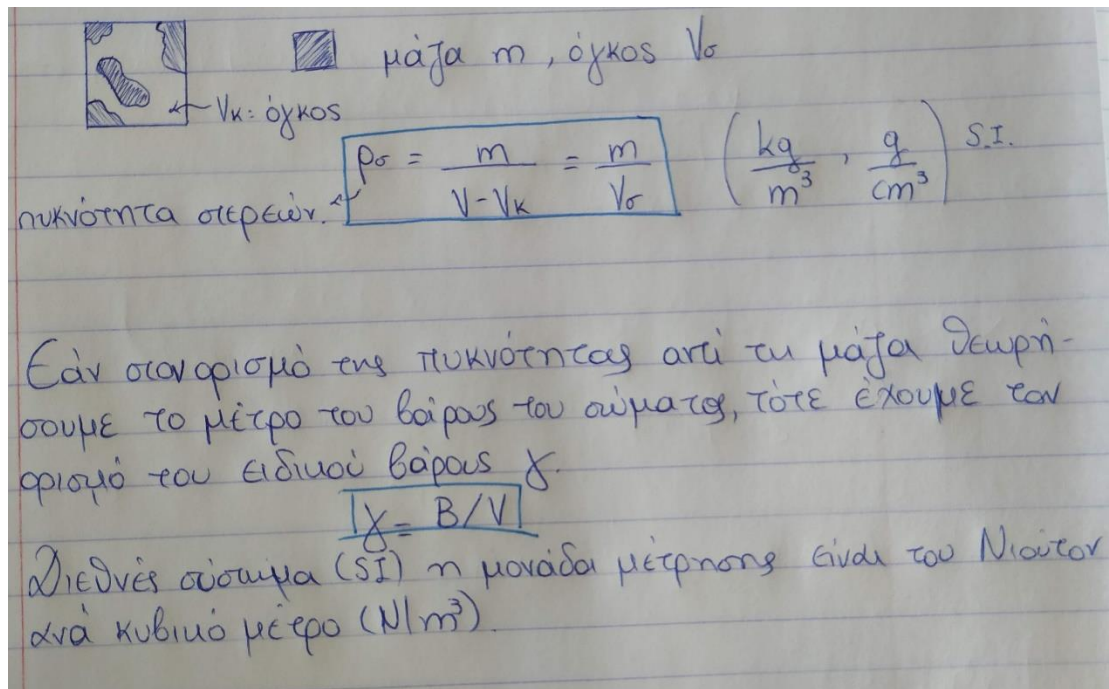 μάζα m, όγκος Vσ
Vκ: όγκος
ρσ = m / V-Vκ = m / Vσ (kg/m³, g/cm³) S.I.
πυκνότητα στερεών.
Εάν στον ορισμό της πυκνότητας αντί τη μάζα θεωρή-
σουμε το μέτρο του βάρους του σώματος, τότε έχουμε τον
ορισμό του ειδικού βάρους γ.
γ = B/V
Διεθνές σύστημα (SI) η μονάδα μέτρησης είναι του Νιούτον
ανά κυβικό μέτρο (N/m³).